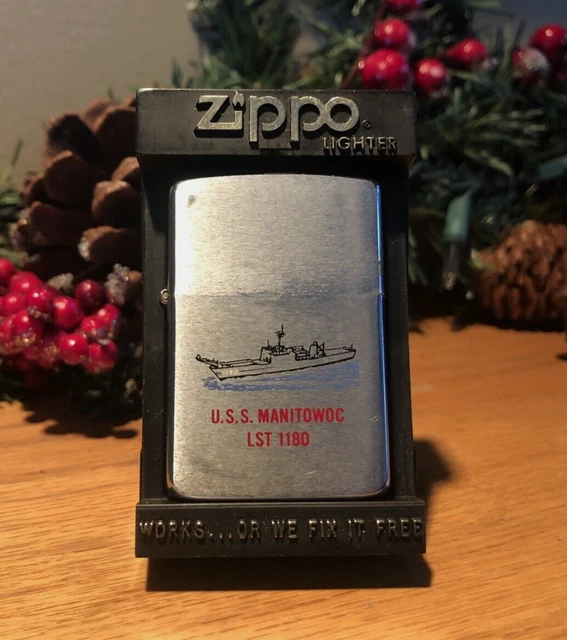 Zippo®
LIGHTER
U.S.S. MANITOWOC
LST 1180
WORKS...OR WE FIX IT FREE